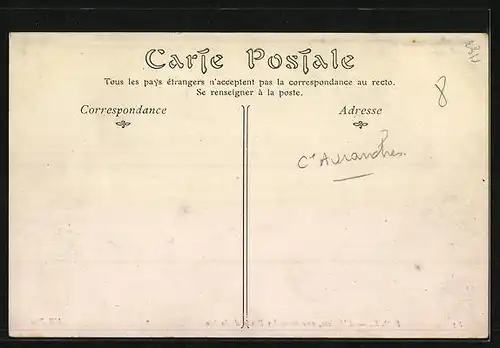 Carte Postale
Tous les pays étrangers n'acceptent pas la correspondance au recto.
Se renseigner à la poste.
Correspondance
Adresse
8
Ct Avranches.